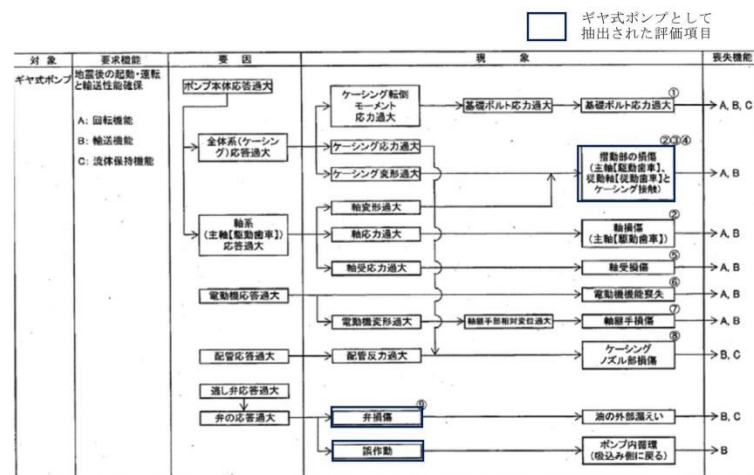 ギヤ式ポンプとして
抽出された評価項目
対 象
要求機能
要 因
現 象
喪失機能
ギヤ式ポンプ
地震後の起動・運転
と輸送性能確保
A: 回転機能
B: 輸送機能
C: 流体保持機能
ポンプ本体応答過大
全体系(ケーシン
グ)応答過大
ケーシング転倒
モーメント
応力過大
基礎ボルト応力過大
①
基礎ボルト応力過大
A, B, C
ケーシング応力過大
ケーシング変形過大
②③④
摺動部の損傷
(主軸【駆動歯車】、
従動軸【従動歯車】と
ケーシング接触)
A, B
軸系
(主軸【駆動歯車】)
応答過大
軸変形過大
軸応力過大
②
軸損傷
(主軸【駆動歯車】)
A, B
軸受応力過大
⑤
軸受損傷
A, B
電動機応答過大
⑥
電動機機能喪失
A, B
電動機変形過大
軸継手部相対変位過大
⑦
軸継手損傷
A, B
配管応答過大
配管反力過大
⑧
ケーシング
ノズル部損傷
B, C
逃し弁応答過大
弁の応答過大
⑨
弁損傷
油の外部漏えい
B, C
誤作動
ポンプ内循環
(吸込み側に戻る)
B